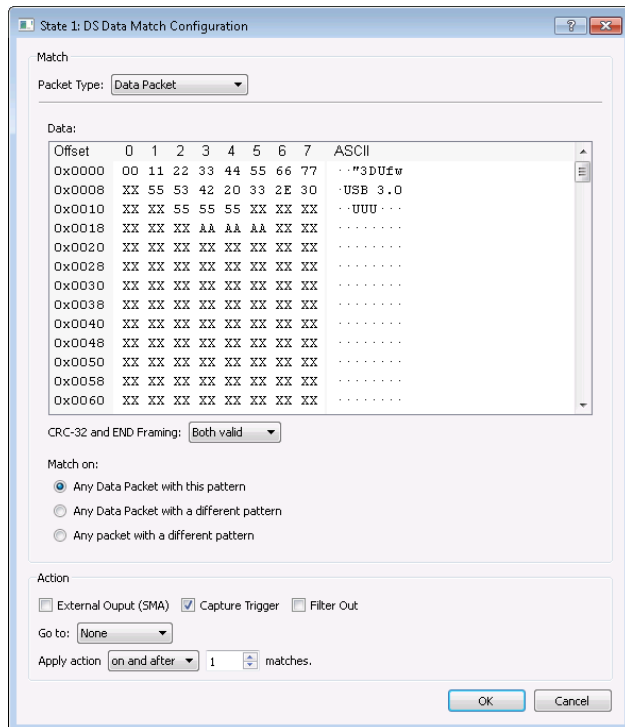 State 1: DS Data Match Configuration
Match
Packet Type: Data Packet
Data:
Offset 0 1 2 3 4 5 6 7 ASCII
0x0000 00 11 22 33 44 55 66 77 ··"3DUfw
0x0008 XX 55 53 42 20 33 2E 30 ·USB 3.0
0x0010 XX XX 55 55 55 XX XX XX ··UUU···
0x0018 XX XX XX AA AA AA XX XX ········
0x0020 XX XX XX XX XX XX XX XX ········
0x0028 XX XX XX XX XX XX XX XX ········
0x0030 XX XX XX XX XX XX XX XX ········
0x0038 XX XX XX XX XX XX XX XX ········
0x0040 XX XX XX XX XX XX XX XX ········
0x0048 XX XX XX XX XX XX XX XX ········
0x0050 XX XX XX XX XX XX XX XX ········
0x0058 XX XX XX XX XX XX XX XX ········
0x0060 XX XX XX XX XX XX XX XX ········
CRC-32 and END Framing: Both valid
Match on:
Any Data Packet with this pattern
Any Data Packet with a different pattern
Any packet with a different pattern
Action
External Ouput (SMA) Capture Trigger Filter Out
Go to: None
Apply action on and after 1 matches.
OK Cancel